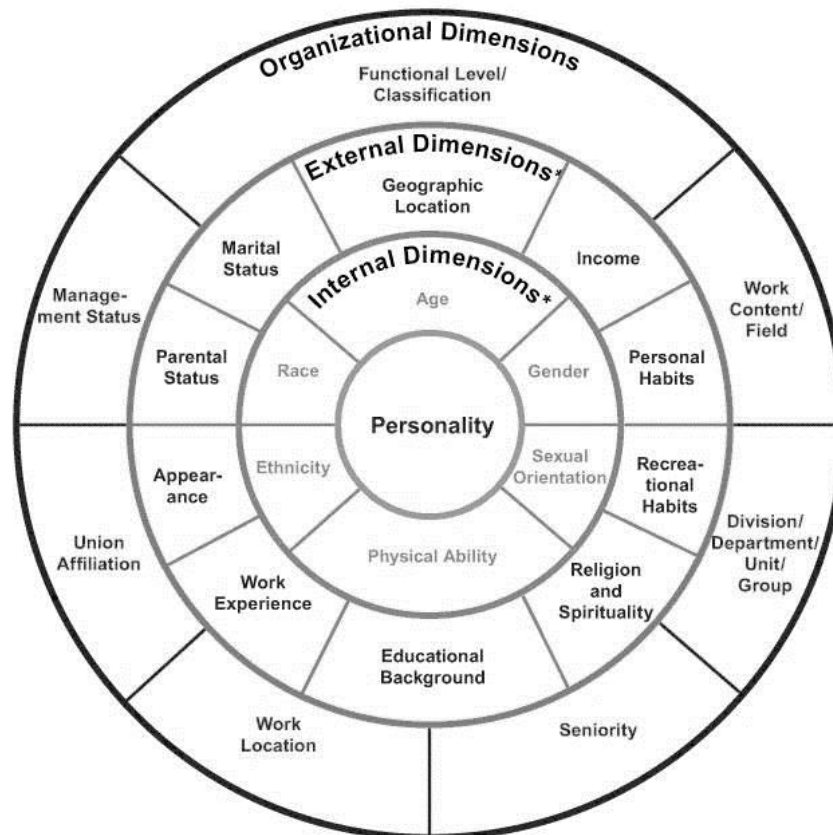 Organizational Dimensions
Functional Level/
Classification
External Dimensions*
Geographic
Location
Marital
Status
Income
Internal Dimensions*
Age
Manage-
ment Status
Work
Content/
Field
Parental
Status
Race
Gender
Personal
Habits
Personality
Appear-
ance
Ethnicity
Sexual
Orientation
Recrea-
tional
Habits
Union
Affiliation
Division/
Department/
Unit/
Group
Physical Ability
Work
Experience
Religion
and
Spirituality
Educational
Background
Work
Location
Seniority